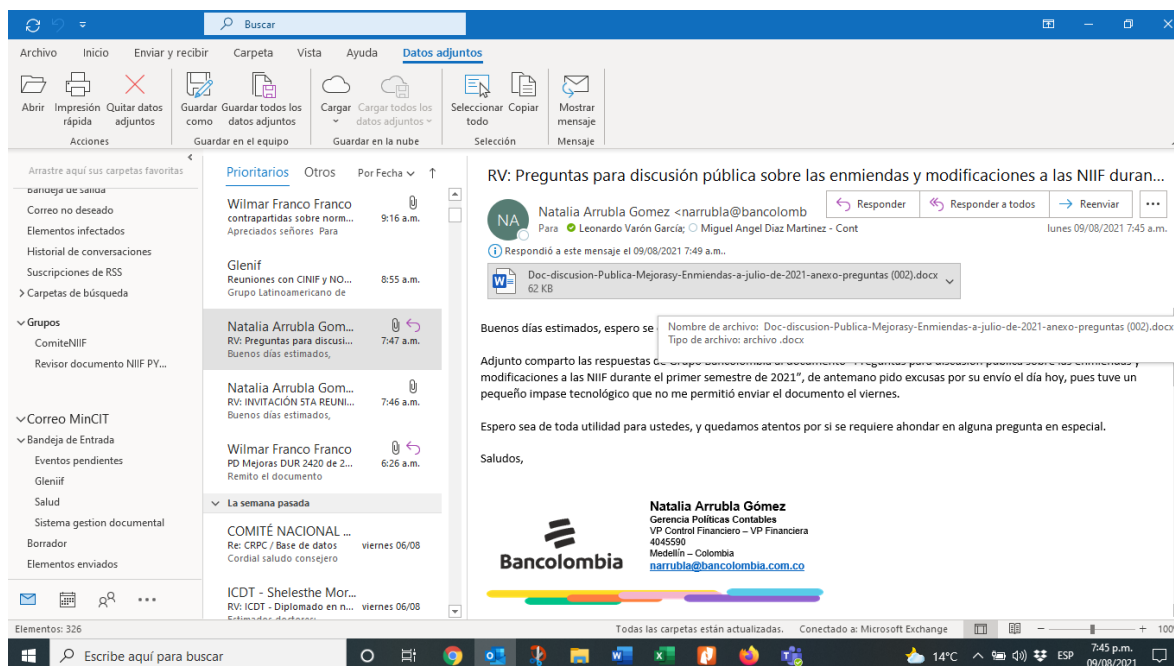 Buscar
Archivo Inicio Enviar y recibir Carpeta Vista Ayuda Datos adjuntos
Abrir Impresión rápida Quitar datos adjuntos Guardar como Guardar todos los datos adjuntos Cargar Cargar todos los datos adjuntos Seleccionar todo Copiar Mostrar mensaje
Acciones Guardar en el equipo Guardar en la nube Selección Mensaje
Arrastre aquí sus carpetas favoritas
Bandeja de salida
Correo no deseado
Elementos infectados
Historial de conversaciones
Suscripciones de RSS
Carpetas de búsqueda
Grupos
ComiteNIIF
Revisor documento NIIF PY...
Correo MinCIT
Bandeja de Entrada
Eventos pendientes
Gleniif
Salud
Sistema gestion documental
Borrador
Elementos enviados
Prioritarios Otros Por Fecha
Wilmar Franco Franco
contrapartidas sobre norm... 9:16 a.m.
Apreciados señores Para
Glenif
Reuniones con CINIF y NO... 8:55 a.m.
Grupo Latinoamericano de
Natalia Arrubla Gom...
RV: Preguntas para discusi... 7:47 a.m.
Buenos días estimados,
Natalia Arrubla Gom...
RV: INVITACIÓN 5TA REUNI... 7:46 a.m.
Buenos días estimados,
Wilmar Franco Franco
PD Mejoras DUR 2420 de 2... 6:26 a.m.
Remito el documento
La semana pasada
COMITÉ NACIONAL ...
Re: CRPC / Base de datos viernes 06/08
Cordial saludo consejero
ICDT - Shelesthe Mor...
RV: ICDT - Diplomado en n... viernes 06/08
Estimados doctores:
RV: Preguntas para discusión pública sobre las enmiendas y modificaciones a las NIIF duran...
NA
Natalia Arrubla Gomez <narrubla@bancolomb
Responder Responder a todos Reenviar
Para Leonardo Varón García; Miguel Angel Diaz Martinez - Cont
lunes 09/08/2021 7:45 a.m.
Respondió a este mensaje el 09/08/2021 7:49 a.m..
Doc-discusion-Publica-Mejorasy-Enmiendas-a-julio-de-2021-anexo-preguntas (002).docx
62 KB
Buenos días estimados, espero se
Nombre de archivo: Doc-discusion-Publica-Mejorasy-Enmiendas-a-julio-de-2021-anexo-preguntas (002).docx
Tipo de archivo: archivo .docx
Adjunto comparto las respuestas de Grupo Bancolombia al documento "Preguntas para discusión pública sobre las enmiendas y
modificaciones a las NIIF durante el primer semestre de 2021", de antemano pido excusas por su envío el día hoy, pues tuve un
pequeño impase tecnológico que no me permitió enviar el documento el viernes.
Espero sea de toda utilidad para ustedes, y quedamos atentos por si se requiere ahondar en alguna pregunta en especial.
Saludos,
Bancolombia
Natalia Arrubla Gómez
Gerencia Políticas Contables
VP Control Financiero – VP Financiera
4045590
Medellín – Colombia
narrubla@bancolombia.com.co
Elementos: 326 Todas las carpetas están actualizadas. Conectado a: Microsoft Exchange 100%
Escribe aquí para buscar
14°C ESP 7:45 p.m.
09/08/2021